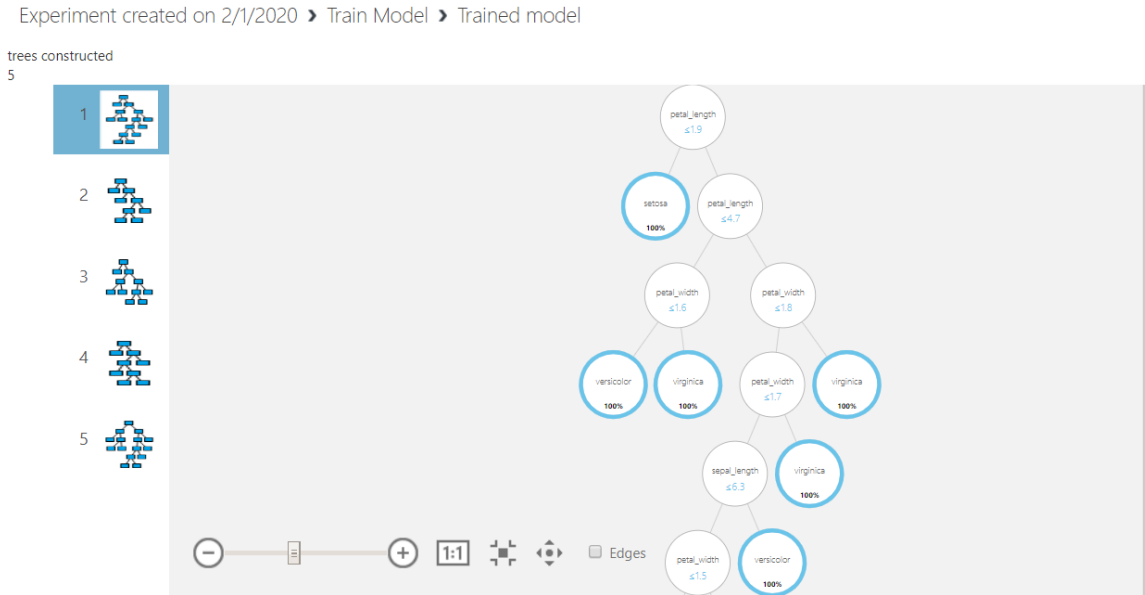 Experiment created on 2/1/2020 › Train Model › Trained model
trees constructed
5
1
2
3
4
5
petal_length
≤1.9
setosa
100%
petal_length
≤4.7
petal_width
≤1.6
petal_width
≤1.8
versicolor
100%
virginica
100%
petal_width
≤1.7
virginica
100%
sepal_length
≤6.3
virginica
100%
petal_width
≤1.5
versicolor
100%
1:1
Edges